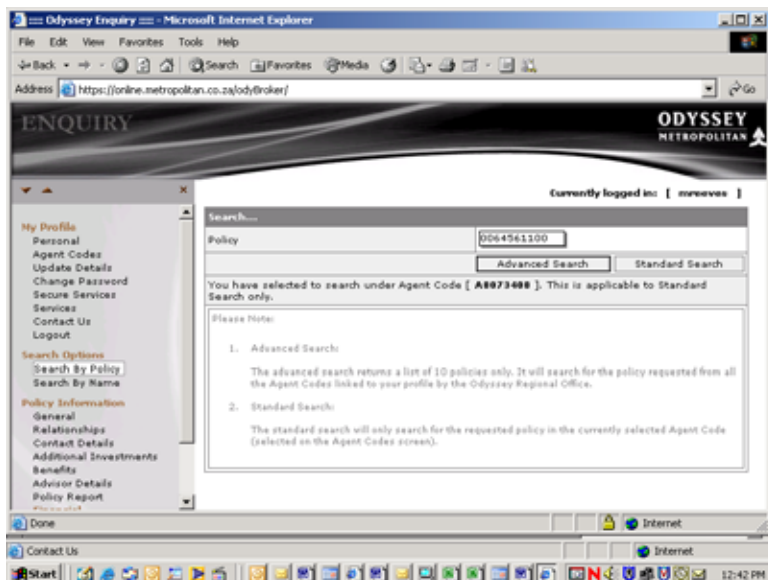 === Odyssey Enquiry === - Microsoft Internet Explorer
File Edit View Favorites Tools Help
Back Search Favorites Media
Address https://online.metropolitan.co.za/odyBroker/ Go
ENQUIRY
ODYSSEY
METROPOLITAN
Currently logged in: [ mreeves ]
My Profile
Personal
Agent Codes
Update Details
Change Password
Secure Services
Services
Contact Us
Logout
Search Options
Search By Policy
Search By Name
Policy Information
General
Relationships
Contact Details
Additional Investments
Benefits
Advisor Details
Policy Report
Search....
Policy 0064561100
Advanced Search Standard Search
You have selected to search under Agent Code [ A0073400 ]. This is applicable to Standard
Search only.
Please Note:
1. Advanced Search:
The advanced search returns a list of 10 policies only. It will search for the policy requested from all
the Agent Codes linked to your profile by the Odyssey Regional Office.
2. Standard Search:
The standard search will only search for the requested policy in the currently selected Agent Code
(selected on the Agent Codes screen).
Done Internet
Contact Us Internet
Start 12:42 PM